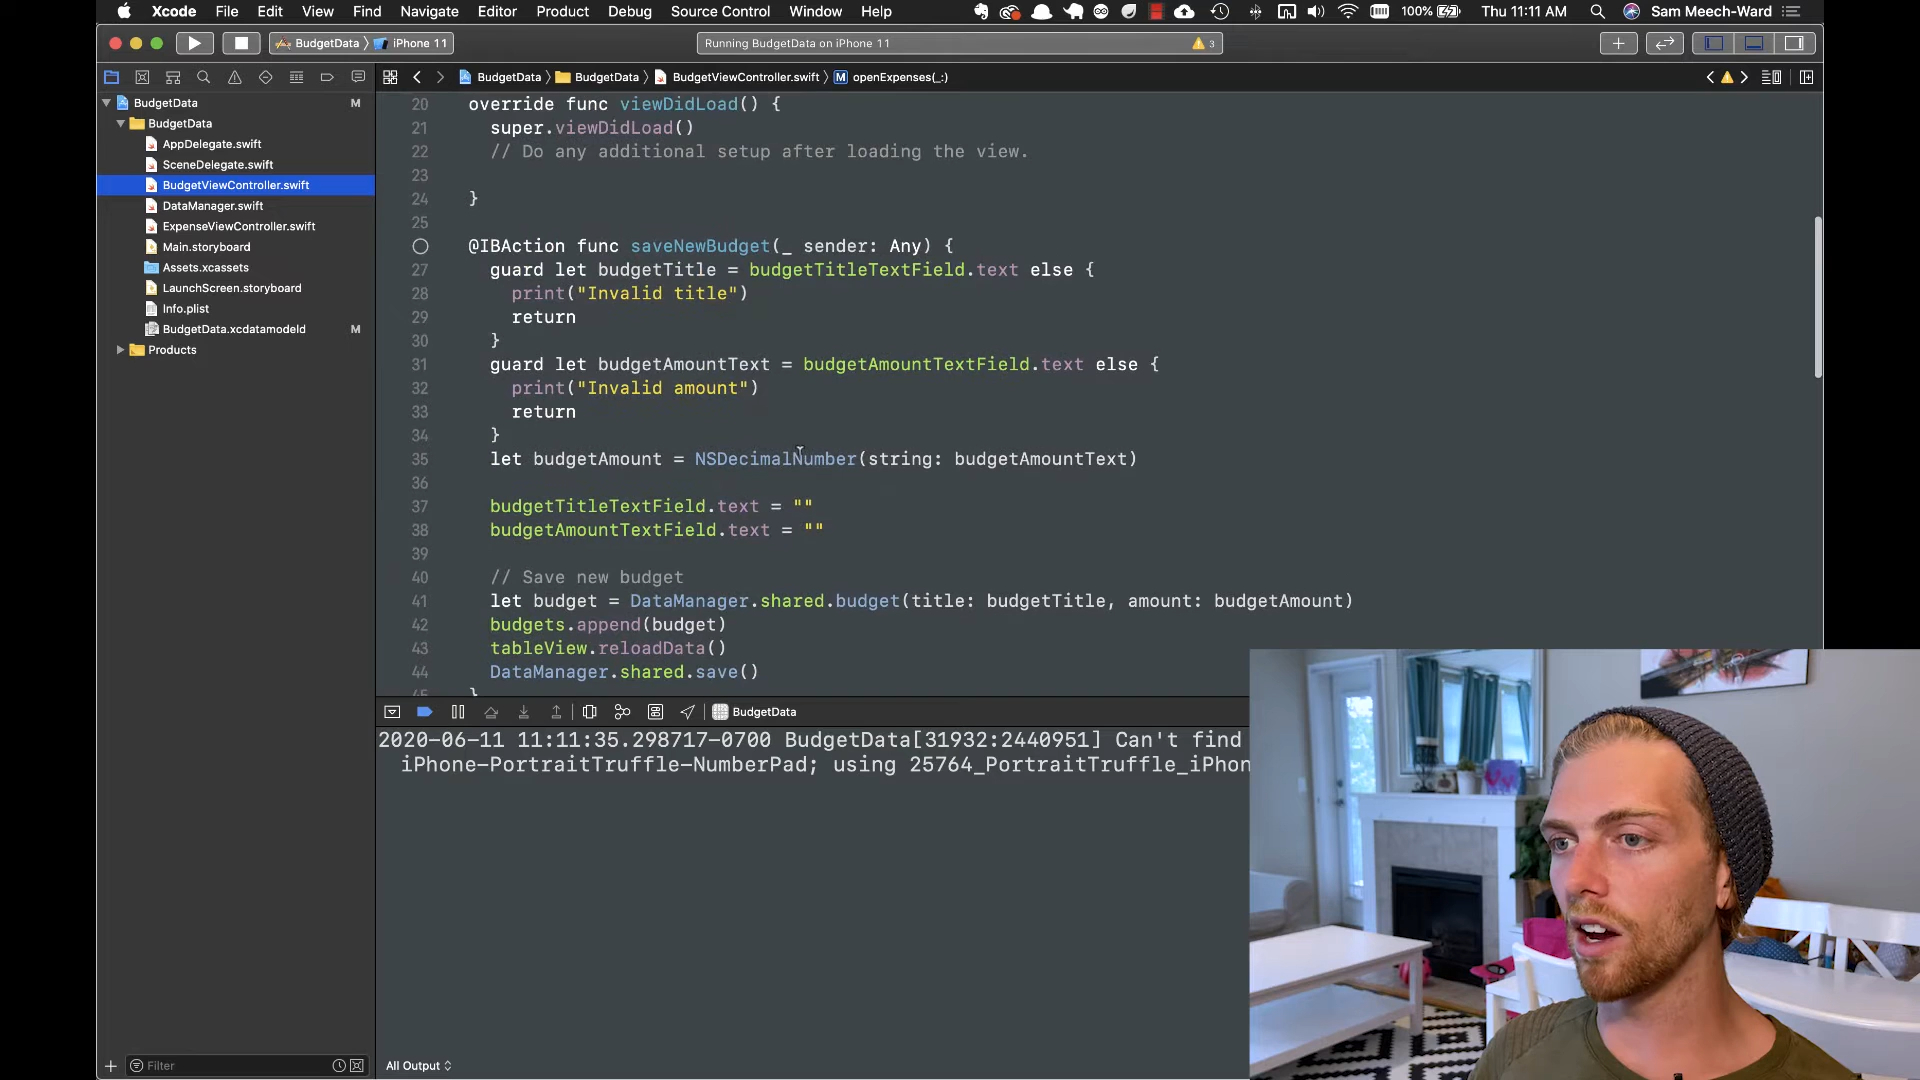 Xcode File Edit View Find Navigate Editor Product Debug Source Control Window Help 100% Thu 11:11 AM Sam Meech-Ward
BudgetData iPhone 11 Running BudgetData on iPhone 11 3
BudgetData BudgetData BudgetViewController.swift M openExpenses(_:)
BudgetData M
BudgetData
AppDelegate.swift
SceneDelegate.swift
BudgetViewController.swift
DataManager.swift
ExpenseViewController.swift
Main.storyboard
Assets.xcassets
LaunchScreen.storyboard
Info.plist
BudgetData.xcdatamodeld M
Products
20 override func viewDidLoad() {
21 super.viewDidLoad()
22 // Do any additional setup after loading the view.
23
24 }
25
@IBAction func saveNewBudget(_ sender: Any) {
27 guard let budgetTitle = budgetTitleTextField.text else {
28 print("Invalid title")
29 return
30 }
31 guard let budgetAmountText = budgetAmountTextField.text else {
32 print("Invalid amount")
33 return
34 }
35 let budgetAmount = NSDecimalNumber(string: budgetAmountText)
36
37 budgetTitleTextField.text = ""
38 budgetAmountTextField.text = ""
39
40 // Save new budget
41 let budget = DataManager.shared.budget(title: budgetTitle, amount: budgetAmount)
42 budgets.append(budget)
43 tableView.reloadData()
44 DataManager.shared.save()
45 }
BudgetData
2020-06-11 11:11:35.298717-0700 BudgetData[31932:2440951] Can't find
iPhone-PortraitTruffle-NumberPad; using 25764_PortraitTruffle_iPhon
Filter
All Output